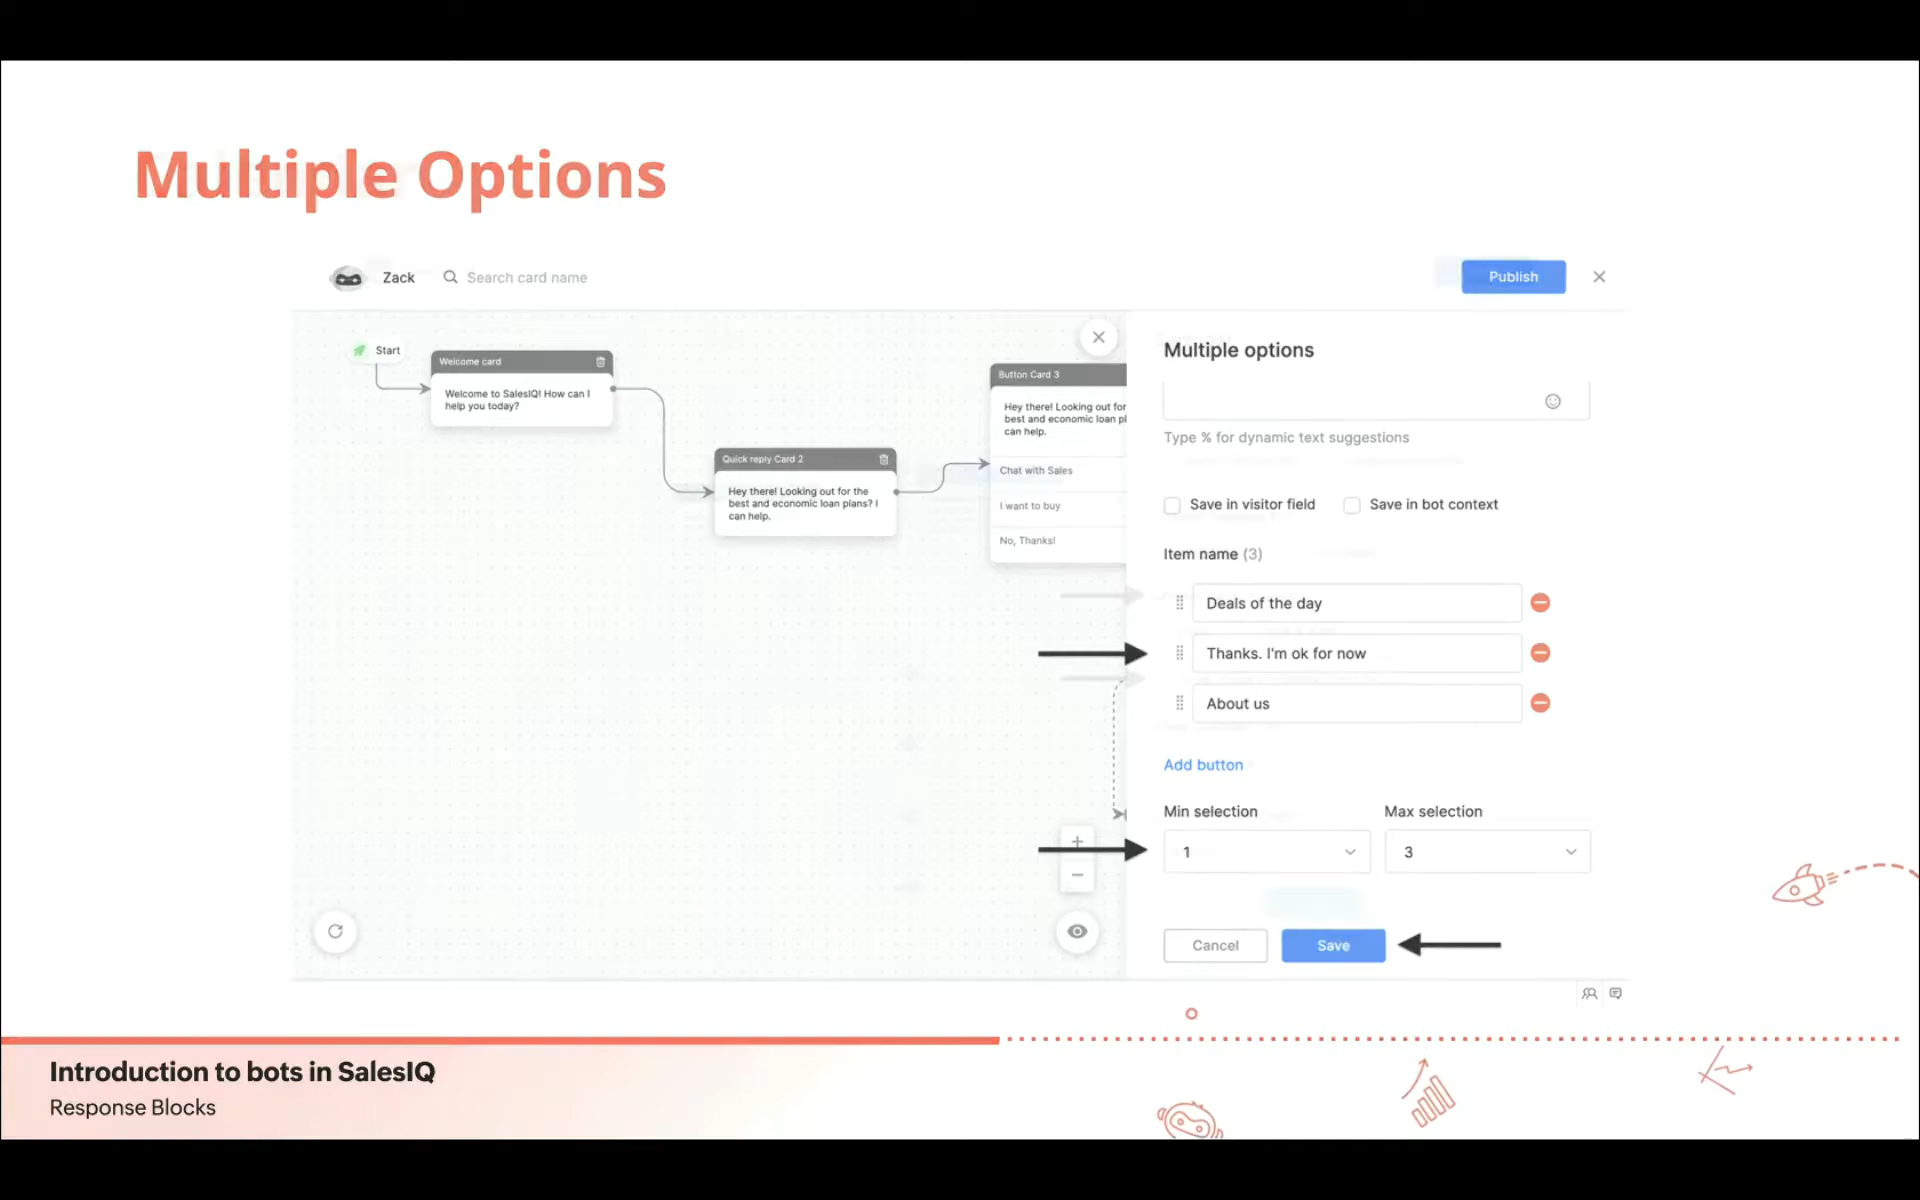 Multiple Options
Zack
Search card name
Publish
Start
Welcome card
Welcome to SalesIQ! How can I
help you today?
Quick reply Card 2
Hey there! Looking out for the
best and economic loan plans? I
can help.
Button Card 3
Hey there! Looking out for
best and economic loan pl
can help.
Chat with Sales
I want to buy
No, Thanks!
Multiple options
Type % for dynamic text suggestions
Save in visitor field
Save in bot context
Item name (3)
Deals of the day
Thanks. I'm ok for now
About us
Add button
Min selection
Max selection
1
3
Cancel
Save
Introduction to bots in SalesIQ
Response Blocks